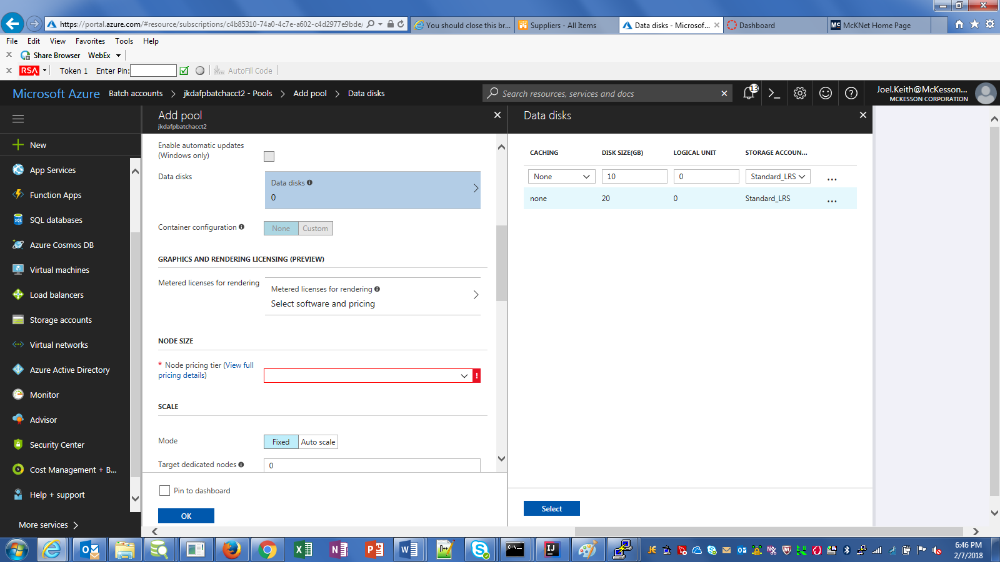 https://portal.azure.com/#resource/subscriptions/c4b85310-74a0-4c7e-a602-c4d2977e9bde/
You should close this br...
Suppliers - All Items
Data disks - Microsof...
Dashboard
MC McKNet Home Page
File Edit View Favorites Tools Help
x Share Browser WebEx
x RSA Token 1 Enter Pin: AutoFill Code
Microsoft Azure Batch accounts > jkdafpbatchacct2 - Pools > Add pool > Data disks
Search resources, services and docs
13
Joel.Keith@McKesson...
MCKESSON CORPORATION
New
App Services
Function Apps
SQL databases
Azure Cosmos DB
Virtual machines
Load balancers
Storage accounts
Virtual networks
Azure Active Directory
Monitor
Advisor
Security Center
Cost Management + B...
Help + support
More services >
Add pool
jkdafpbatchacct2
Enable automatic updates
(Windows only)
Data disks
Data disks
0
Container configuration
None Custom
GRAPHICS AND RENDERING LICENSING (PREVIEW)
Metered licenses for rendering
Metered licenses for rendering
Select software and pricing
NODE SIZE
* Node pricing tier (View full
pricing details)
!
SCALE
Mode
Fixed Auto scale
Target dedicated nodes
0
Pin to dashboard
OK
Data disks
CACHING DISK SIZE(GB) LOGICAL UNIT STORAGE ACCOUN...
None 10 0 Standard_LRS ...
none 20 0 Standard_LRS ...
Select
6:46 PM
2/7/2018